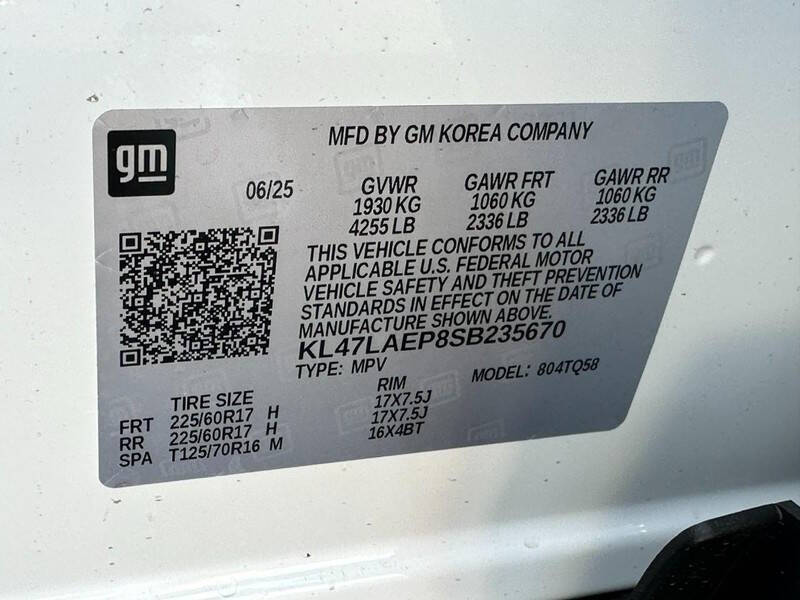 gm
MFD BY GM KOREA COMPANY
06/25
GVWR GAWR FRT GAWR RR
1930 KG 1060 KG 1060 KG
4255 LB 2336 LB 2336 LB
THIS VEHICLE CONFORMS TO ALL
APPLICABLE U.S. FEDERAL MOTOR
VEHICLE SAFETY AND THEFT PREVENTION
STANDARDS IN EFFECT ON THE DATE OF
MANUFACTURE SHOWN ABOVE.
KL47LAEP8SB235670
TYPE: MPV MODEL: 804TQ58
TIRE SIZE RIM
FRT 225/60R17 H 17X7.5J
RR 225/60R17 H 17X7.5J
SPA T125/70R16 M 16X4BT